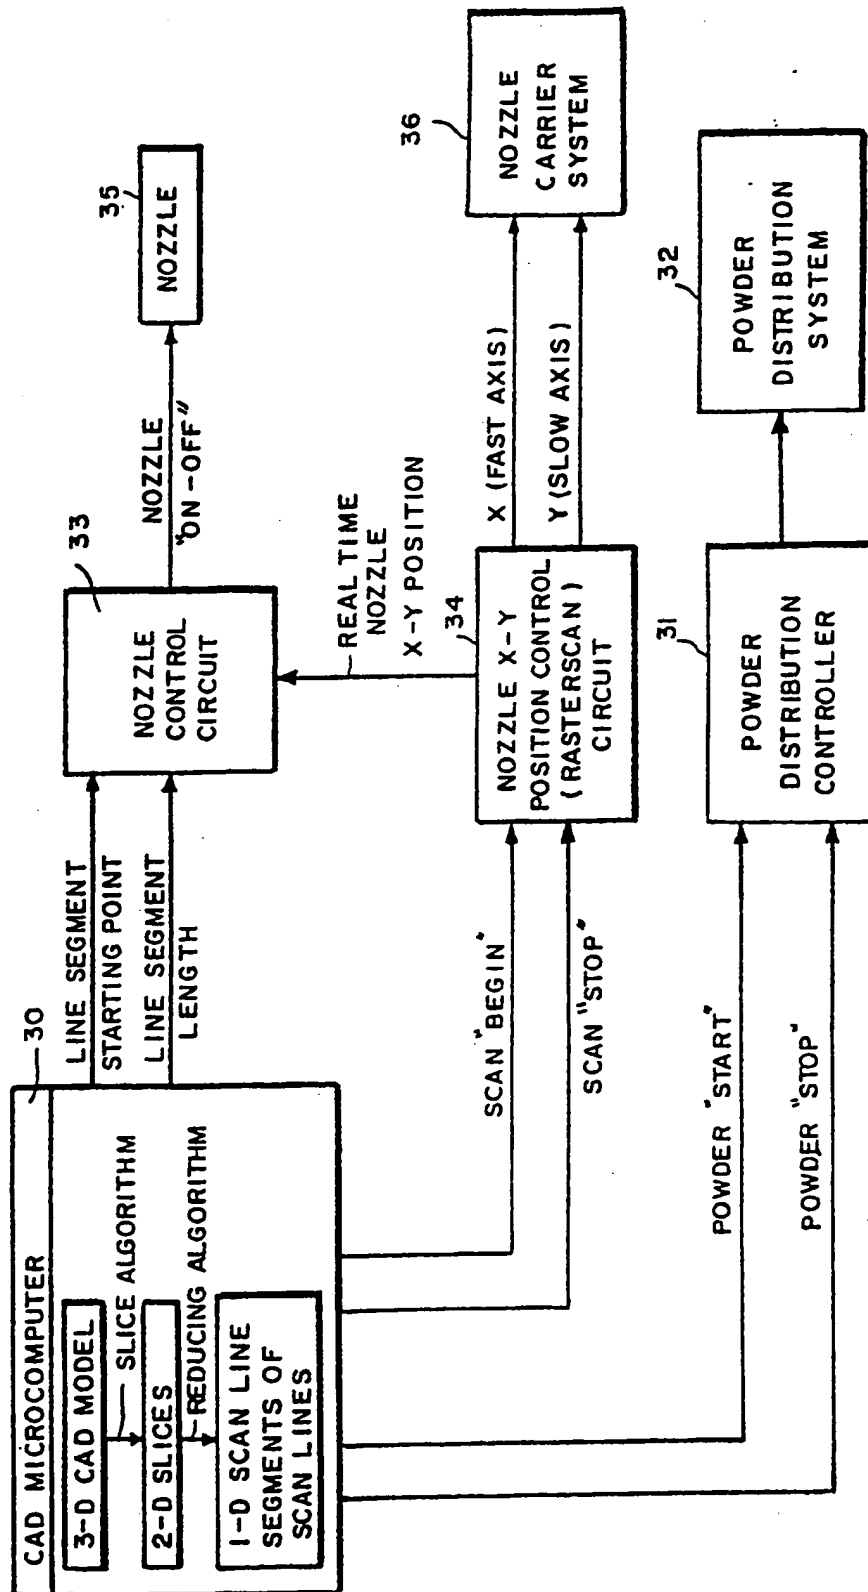 CAD MICROCOMPUTER
30
3-D CAD MODEL
SLICE ALGORITHM
2-D SLICES
REDUCING ALGORITHM
1-D SCAN LINE
SEGMENTS OF
SCAN LINES
LINE SEGMENT
STARTING POINT
LINE SEGMENT
LENGTH
33
NOZZLE
CONTROL
CIRCUIT
NOZZLE
"ON-OFF"
35
NOZZLE
REAL TIME
NOZZLE
X-Y POSITION
SCAN "BEGIN"
SCAN "STOP"
34
NOZZLE X-Y
POSITION CONTROL
(RASTERSCAN)
CIRCUIT
X (FAST AXIS)
Y (SLOW AXIS)
36
NOZZLE
CARRIER
SYSTEM
POWDER "START"
POWDER "STOP"
31
POWDER
DISTRIBUTION
CONTROLLER
32
POWDER
DISTRIBUTION
SYSTEM